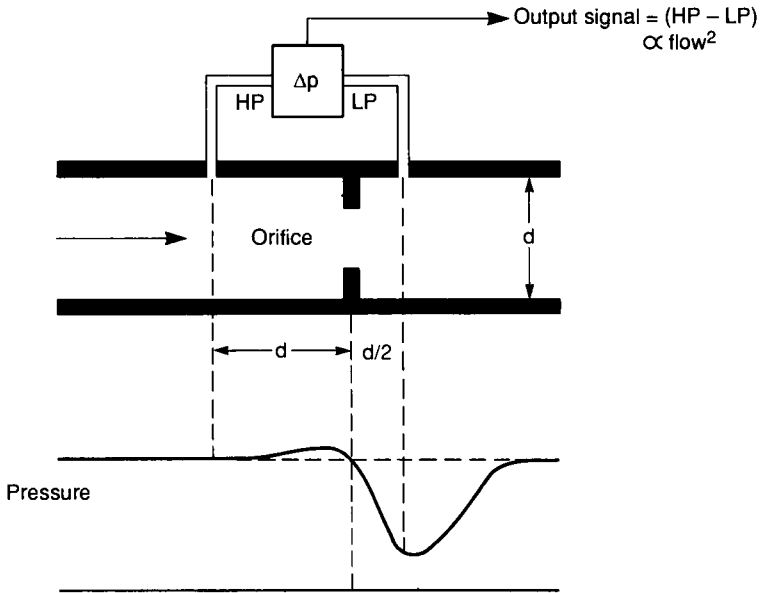 Output signal = (HP – LP)
∝ flow²
Δp
HP
LP
Orifice
d
d
d/2
Pressure